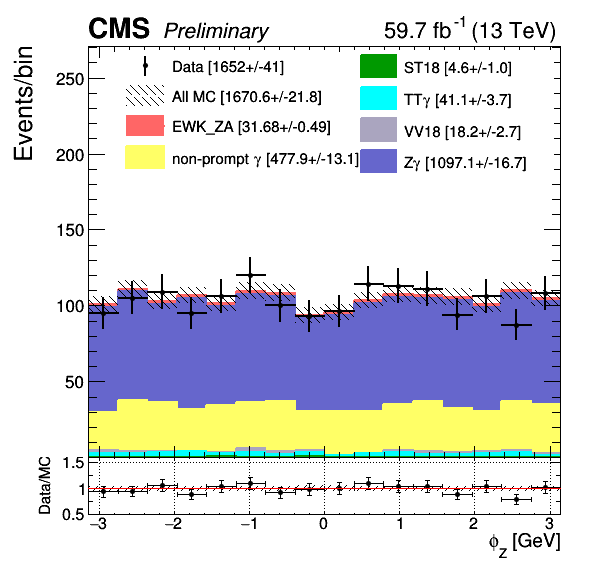 CMS Preliminary 59.7 fb⁻¹ (13 TeV)
Events/bin
250
200
150
100
50
Data [1652+/-41]
All MC [1670.6+/-21.8]
EWK_ZA [31.68+/-0.49]
non-prompt γ [477.9+/-13.1]
ST18 [4.6+/-1.0]
TTγ [41.1+/-3.7]
VV18 [18.2+/-2.7]
Zγ [1097.1+/-16.7]
Data/MC
1.5
1
0.5
−3 −2 −1 0 1 2 3
ϕ_Z [GeV]